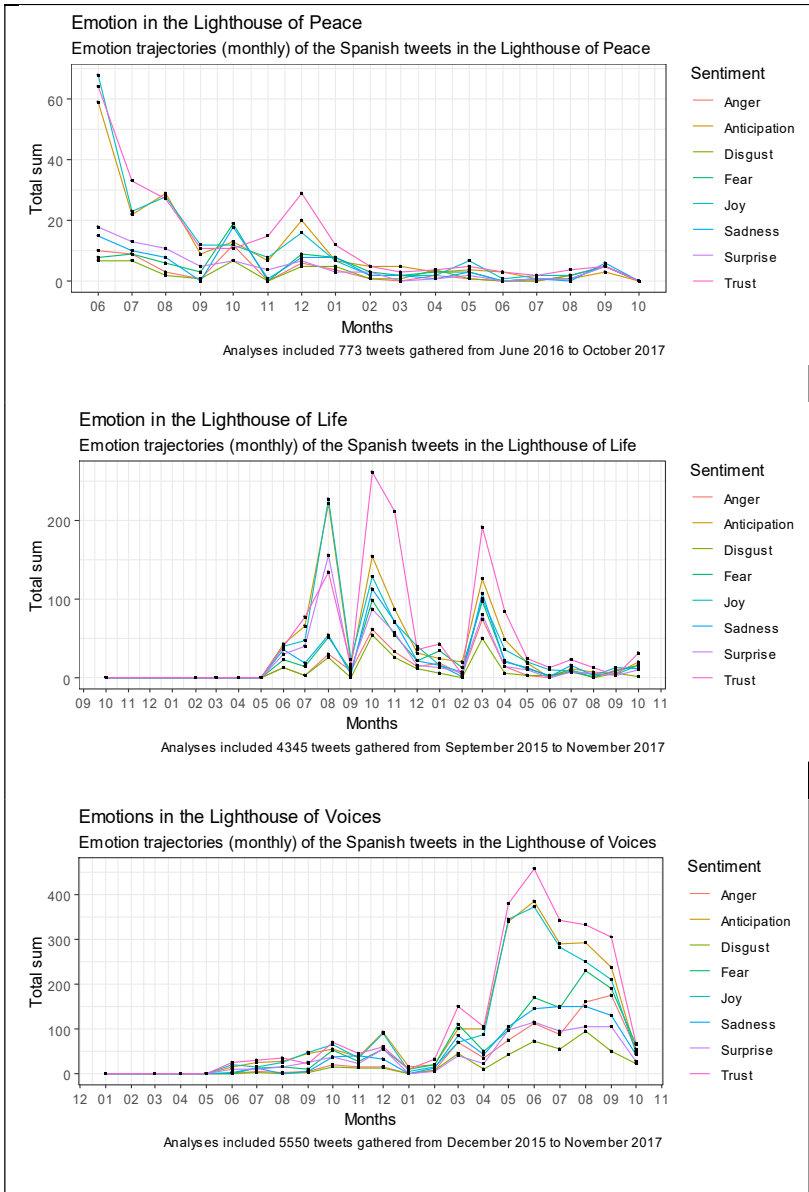 Emotion in the Lighthouse of Peace
Emotion trajectories (monthly) of the Spanish tweets in the Lighthouse of Peace
Total sum
60
40
20
0
06 07 08 09 10 11 12 01 02 03 04 05 06 07 08 09 10
Months
Sentiment
Anger
Anticipation
Disgust
Fear
Joy
Sadness
Surprise
Trust
Analyses included 773 tweets gathered from June 2016 to October 2017
Emotion in the Lighthouse of Life
Emotion trajectories (monthly) of the Spanish tweets in the Lighthouse of Life
Total sum
200
100
0
09 10 11 12 01 02 03 04 05 06 07 08 09 10 11 12 01 02 03 04 05 06 07 08 09 10 11
Months
Sentiment
Anger
Anticipation
Disgust
Fear
Joy
Sadness
Surprise
Trust
Analyses included 4345 tweets gathered from September 2015 to November 2017
Emotions in the Lighthouse of Voices
Emotion trajectories (monthly) of the Spanish tweets in the Lighthouse of Voices
Total sum
400
300
200
100
0
12 01 02 03 04 05 06 07 08 09 10 11 12 01 02 03 04 05 06 07 08 09 10 11
Months
Sentiment
Anger
Anticipation
Disgust
Fear
Joy
Sadness
Surprise
Trust
Analyses included 5550 tweets gathered from December 2015 to November 2017